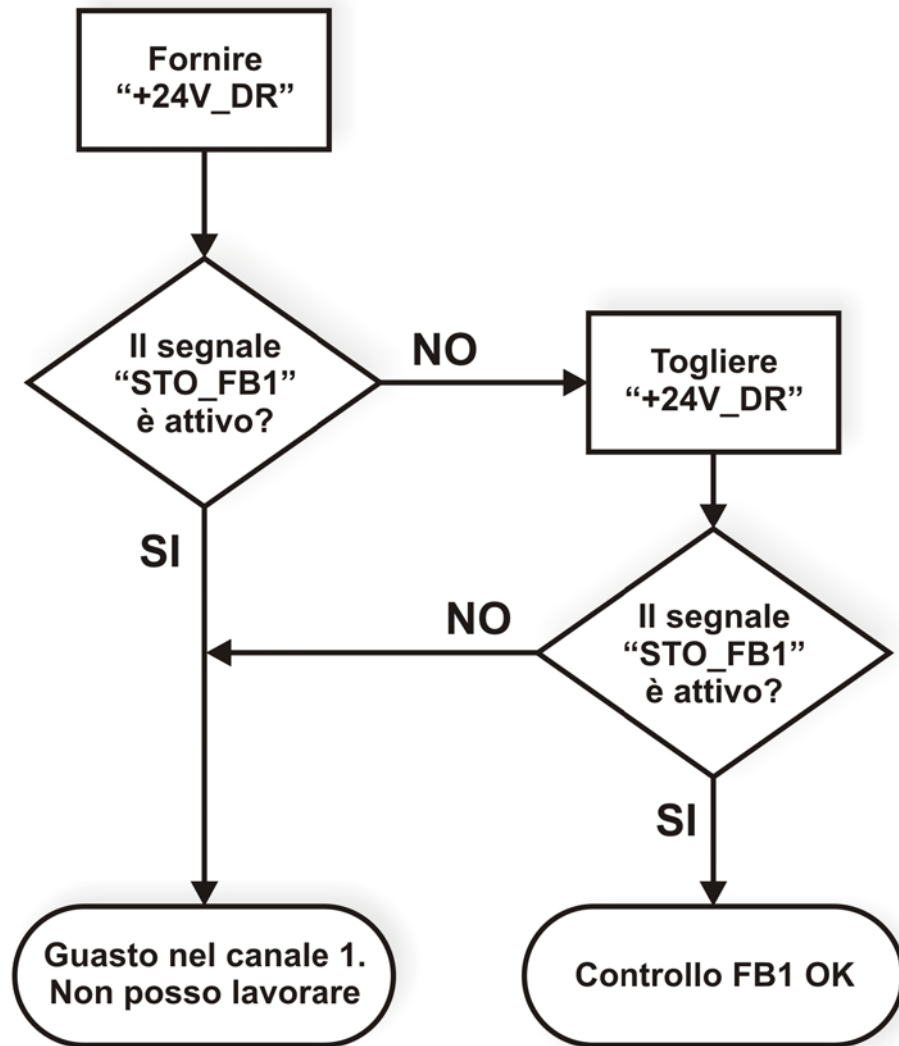 Fornire
“+24V_DR”
Il segnale
“STO_FB1”
è attivo?
NO
Togliere
“+24V_DR”
SI
NO
Il segnale
“STO_FB1”
è attivo?
SI
Guasto nel canale 1.
Non posso lavorare
Controllo FB1 OK